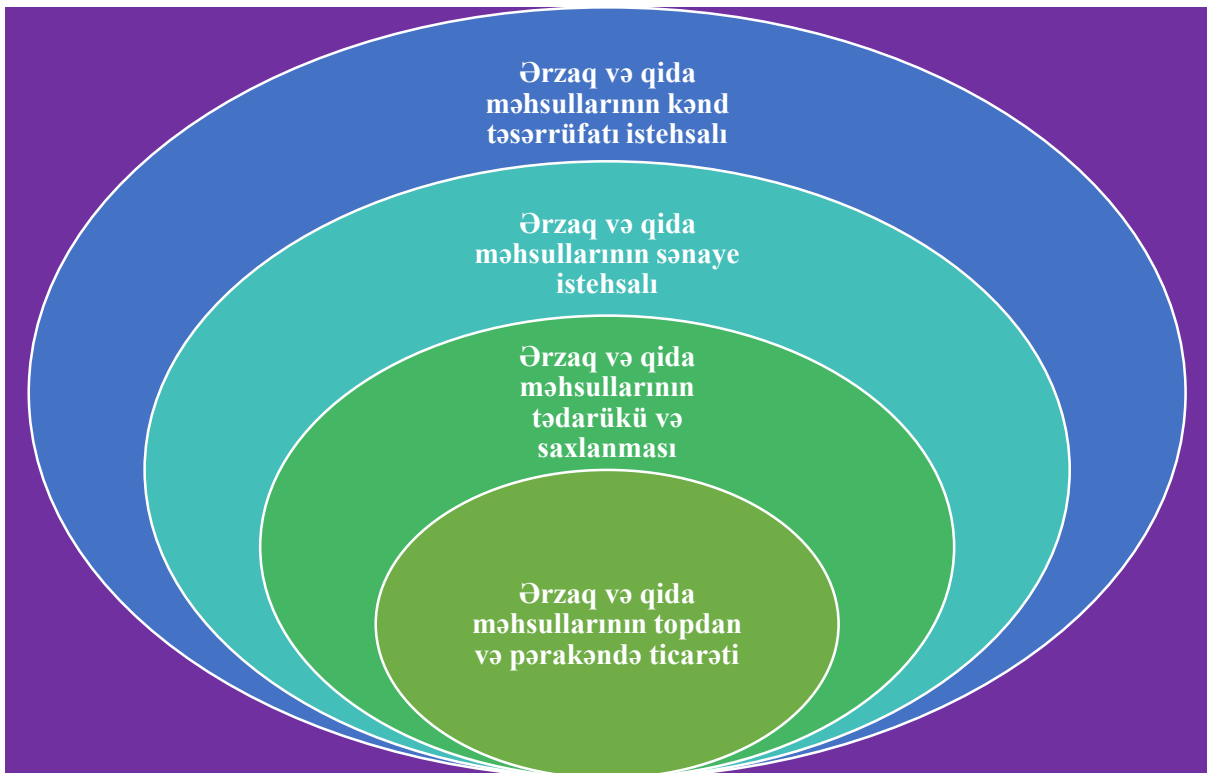 Ərzaq və qida
məhsullarının kənd
təsərrüfatı istehsalı
Ərzaq və qida
məhsullarının sənaye
istehsalı
Ərzaq və qida
məhsullarının
tədarükü və
saxlanması
Ərzaq və qida
məhsullarının topdan
və pərakəndə ticarəti